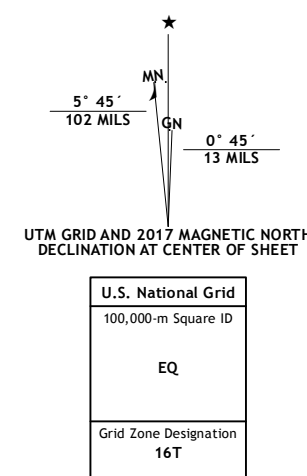 MN
GN
5° 45´
102 MILS
0° 45´
13 MILS
UTM GRID AND 2017 MAGNETIC NORTH
DECLINATION AT CENTER OF SHEET
U.S. National Grid
100,000-m Square ID
EQ
Grid Zone Designation
16T